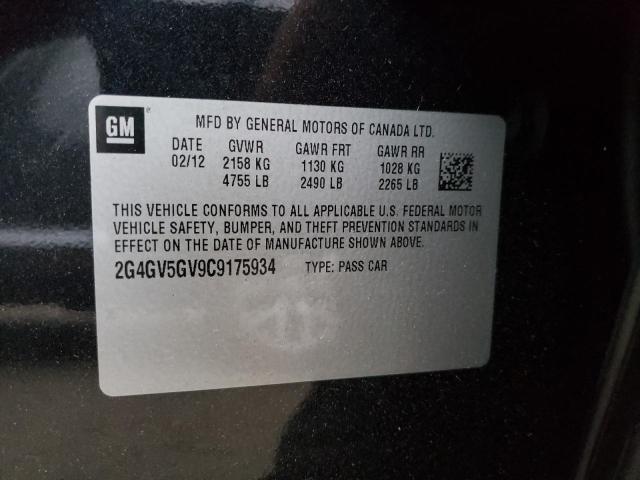 GM
MFD BY GENERAL MOTORS OF CANADA LTD.
DATE GVWR GAWR FRT GAWR RR
02/12 2158 KG 1130 KG 1028 KG
4755 LB 2490 LB 2265 LB
THIS VEHICLE CONFORMS TO ALL APPLICABLE U.S. FEDERAL MOTOR
VEHICLE SAFETY, BUMPER, AND THEFT PREVENTION STANDARDS IN
EFFECT ON THE DATE OF MANUFACTURE SHOWN ABOVE.
2G4GV5GV9C9175934 TYPE: PASS CAR